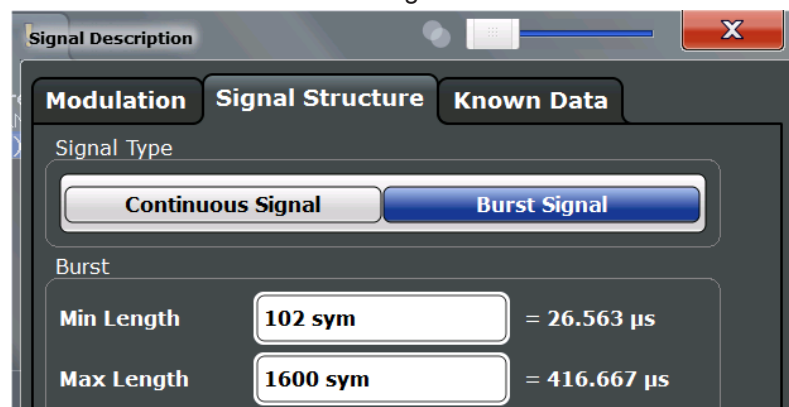 Signal Description
X
Modulation Signal Structure Known Data
Signal Type
Continuous Signal Burst Signal
Burst
Min Length 102 sym = 26.563 µs
Max Length 1600 sym = 416.667 µs